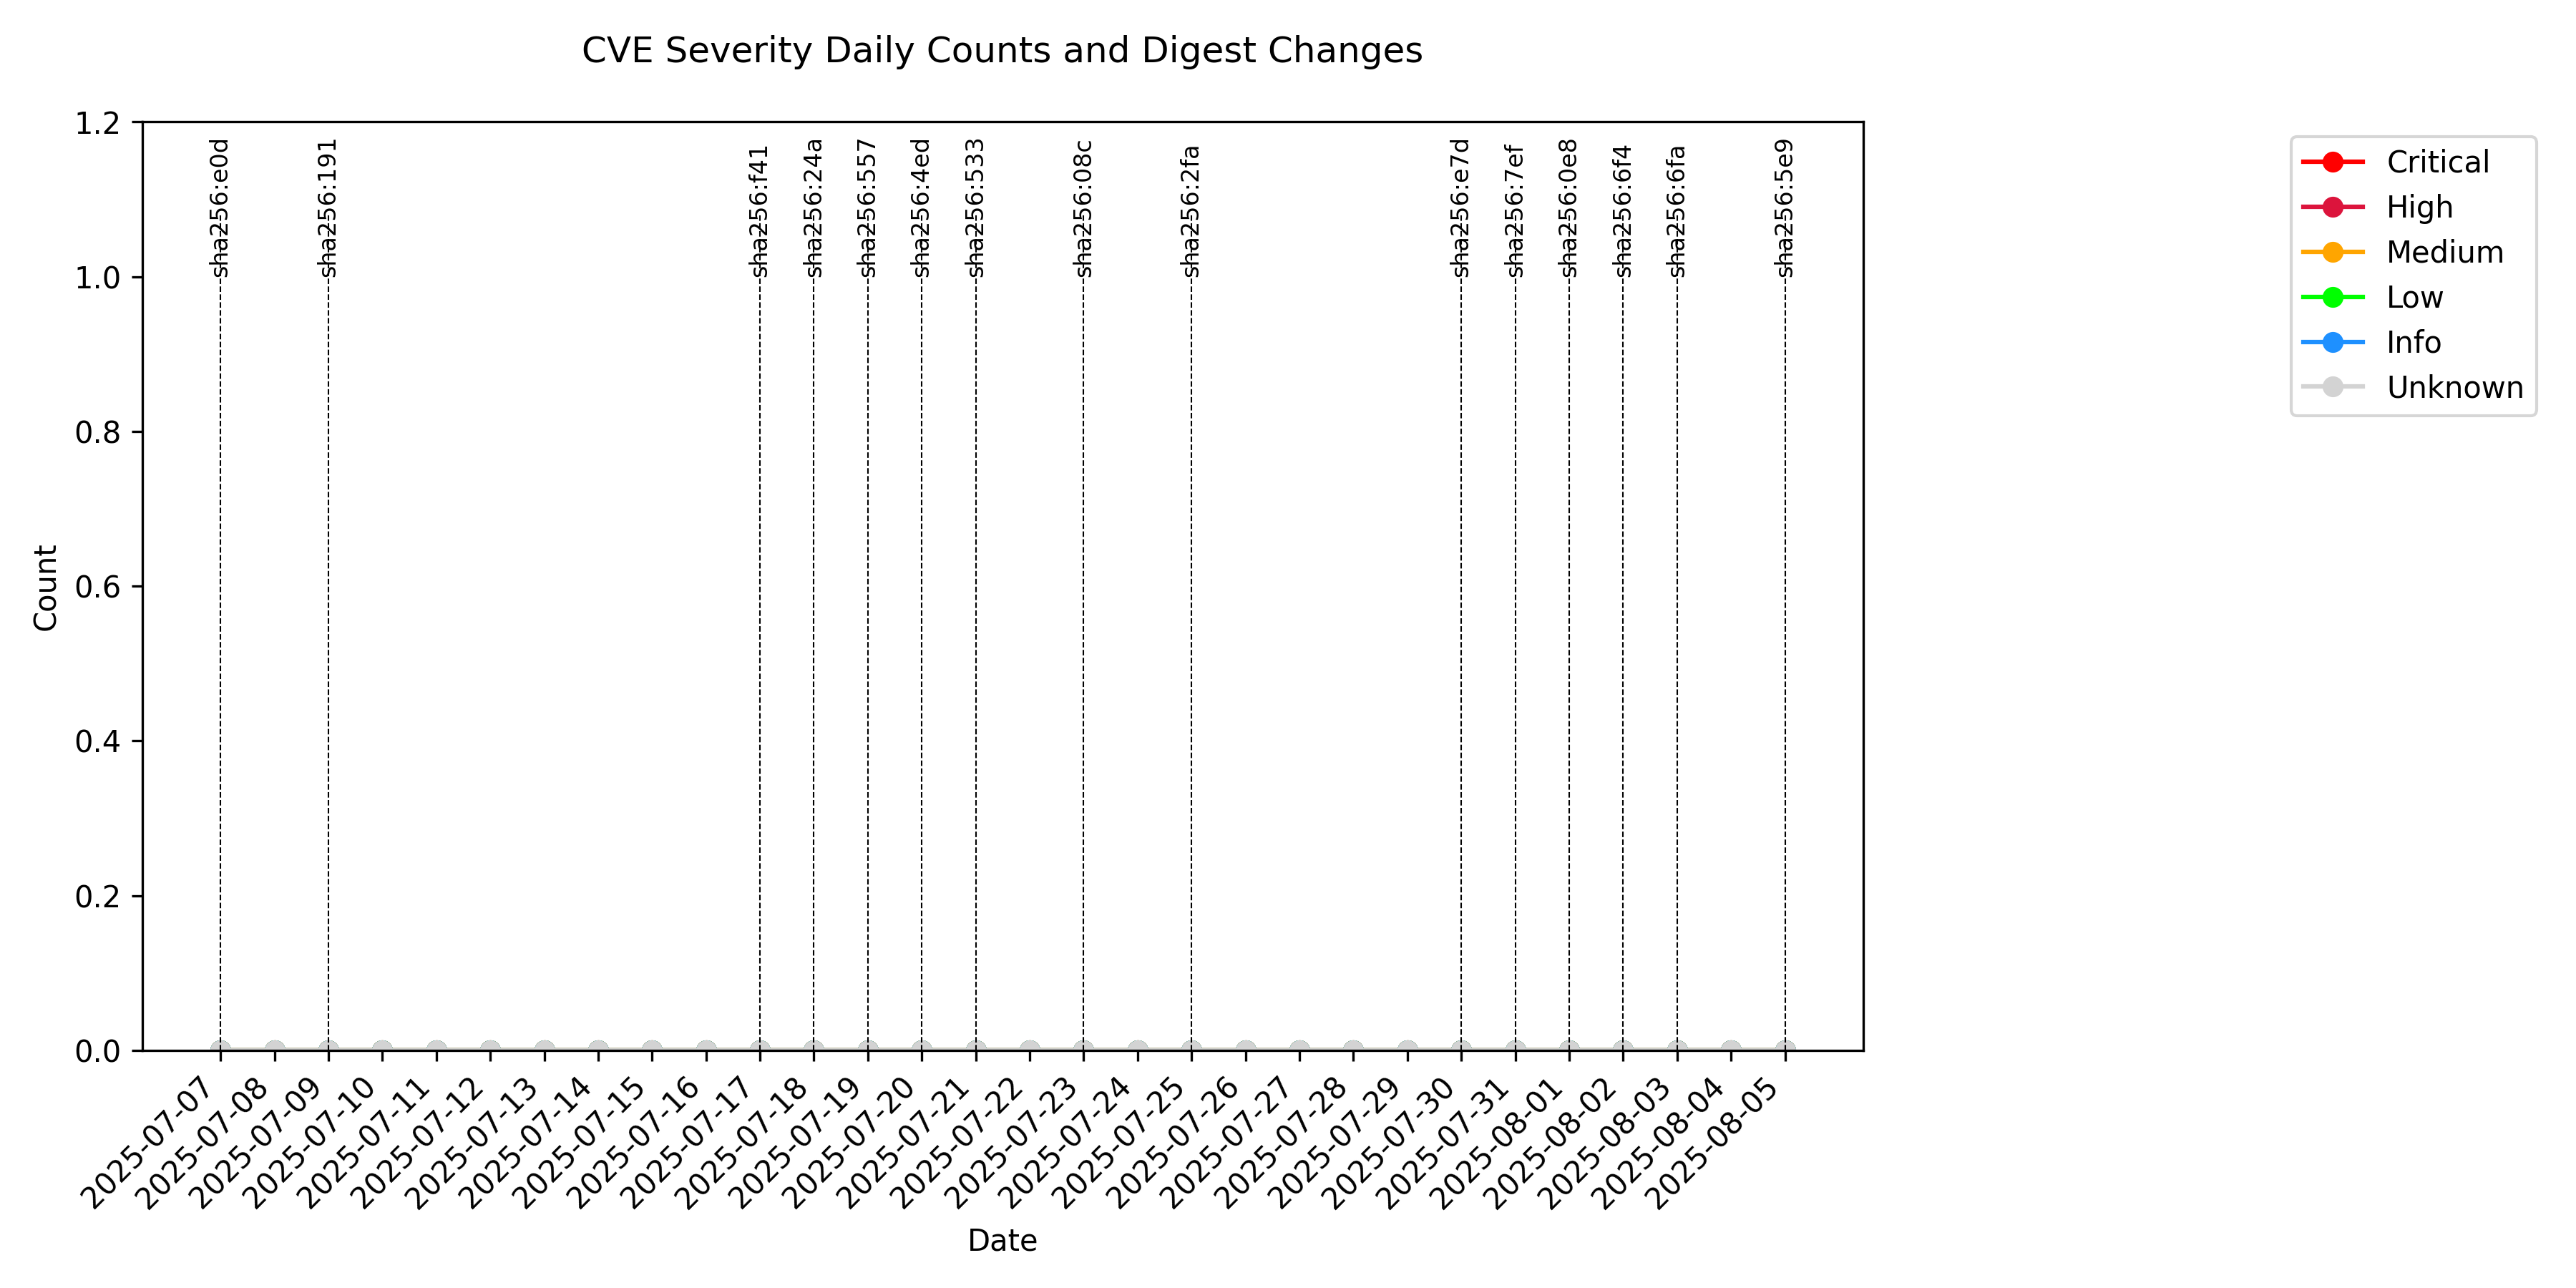 CVE Severity Daily Counts and Digest Changes
1.2
1.0
0.8
0.6
0.4
0.2
0.0
Count
sha256:e0d
sha256:191
sha256:f41
sha256:24a
sha256:557
sha256:4ed
sha256:533
sha256:08c
sha256:2fa
sha256:e7d
sha256:7ef
sha256:0e8
sha256:6f4
sha256:6fa
sha256:5e9
Critical
High
Medium
Low
Info
Unknown
2025-07-07
2025-07-08
2025-07-09
2025-07-10
2025-07-11
2025-07-12
2025-07-13
2025-07-14
2025-07-15
2025-07-16
2025-07-17
2025-07-18
2025-07-19
2025-07-20
2025-07-21
2025-07-22
2025-07-23
2025-07-24
2025-07-25
2025-07-26
2025-07-27
2025-07-28
2025-07-29
2025-07-30
2025-07-31
2025-08-01
2025-08-02
2025-08-03
2025-08-04
2025-08-05
Date